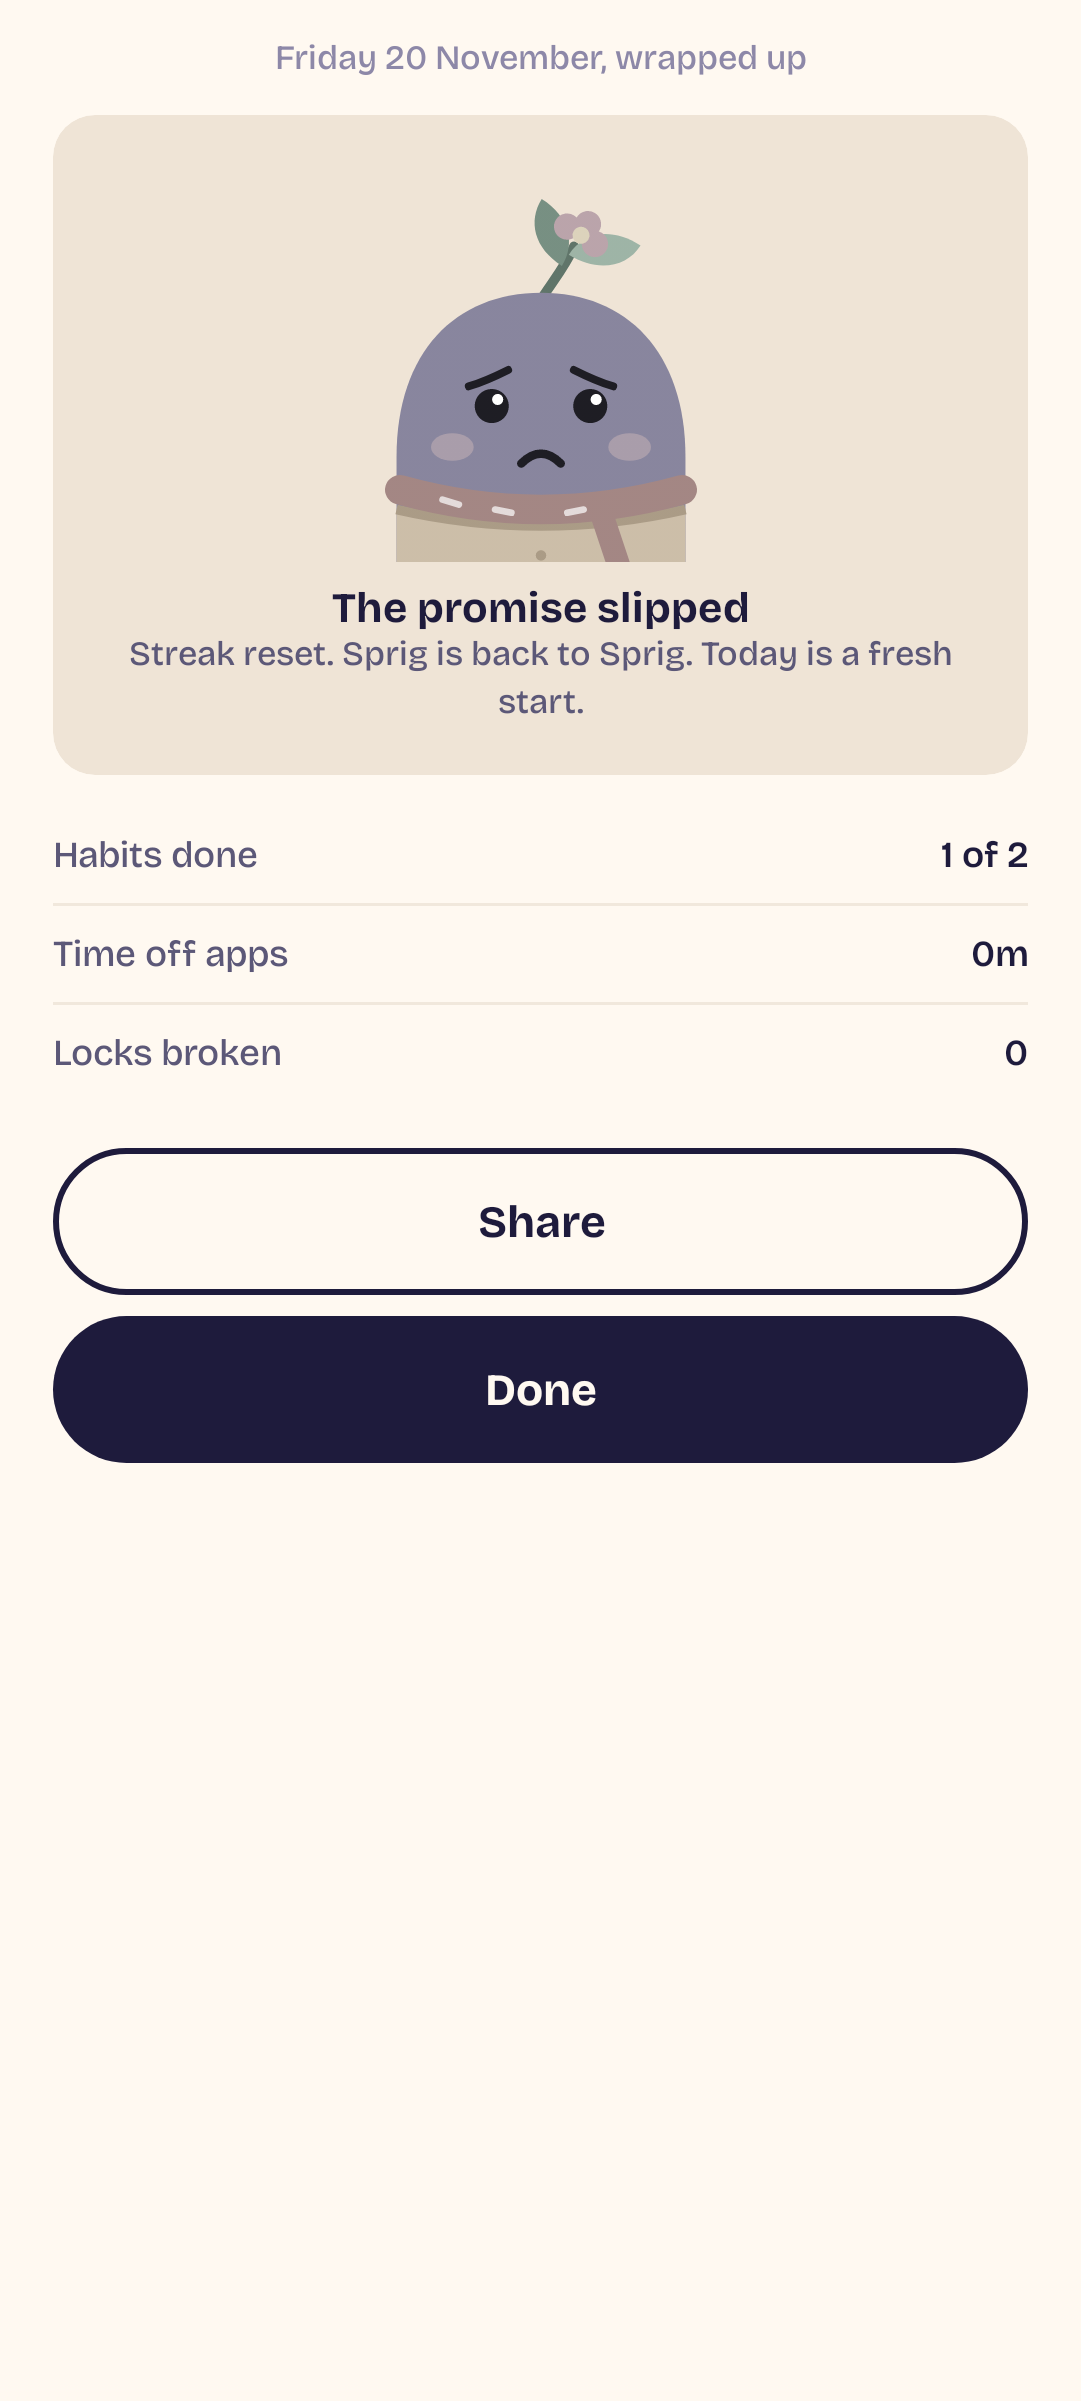 Friday 20 November, wrapped up
The promise slipped
Streak reset. Sprig is back to Sprig. Today is a fresh
start.
Habits done 1 of 2
Time off apps 0m
Locks broken 0
Share
Done